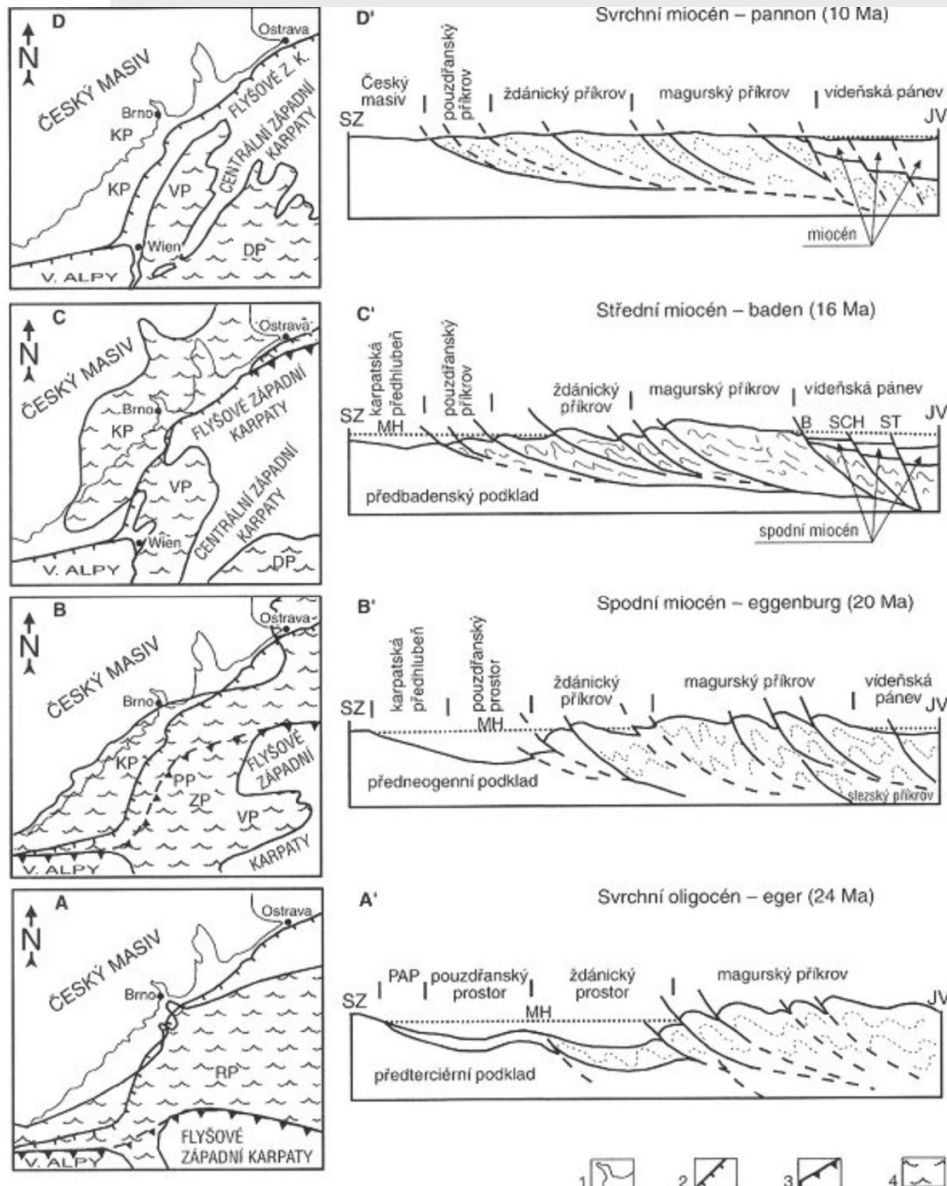 D
N
Ostrava
ČESKÝ MASIV
FLYŠOVÉ Z. K.
Brno
KP
CENTRÁLNÍ ZÁPADNÍ
KARPATY
KP
VP
Wien
DP
V. ALPY
D'
Svrchní miocén – pannon (10 Ma)
Český
masiv
pouzdřanský
příkrov
ždánický příkrov
magurský příkrov
vídeňská pánev
SZ
JV
miocén
C
N
Ostrava
ČESKÝ MASIV
Brno
KP
FLYŠOVÉ ZÁPADNÍ
KARPATY
VP
CENTRÁLNÍ ZÁPADNÍ
KARPATY
Wien
V. ALPY
DP
C'
Střední miocén – baden (16 Ma)
karpatská
předhlubeň
pouzdřanský
příkrov
ždánický
příkrov
magurský příkrov
vídeňská pánev
SZ
MH
B
SCH
ST
JV
předbadenský podklad
spodní miocén
B
N
Ostrava
ČESKÝ MASIV
Brno
KP
PP
ZP
FLYŠOVÉ
ZÁPADNÍ
VP
KARPATY
V. ALPY
B'
Spodní miocén – eggenburg (20 Ma)
karpatská
předhlubeň
pouzdřanský
prostor
ždánický
příkrov
magurský příkrov
vídeňská
pánev
SZ
MH
JV
předneogenní podklad
slezský příkrov
A
N
Ostrava
ČESKÝ MASIV
Brno
RP
FLYŠOVÉ
ZÁPADNÍ KARPATY
V. ALPY
A'
Svrchní oligocén – eger (24 Ma)
PAP
pouzdřanský
prostor
ždánický
prostor
magurský příkrov
SZ
MH
JV
předterciérní podklad
1
2
3
4